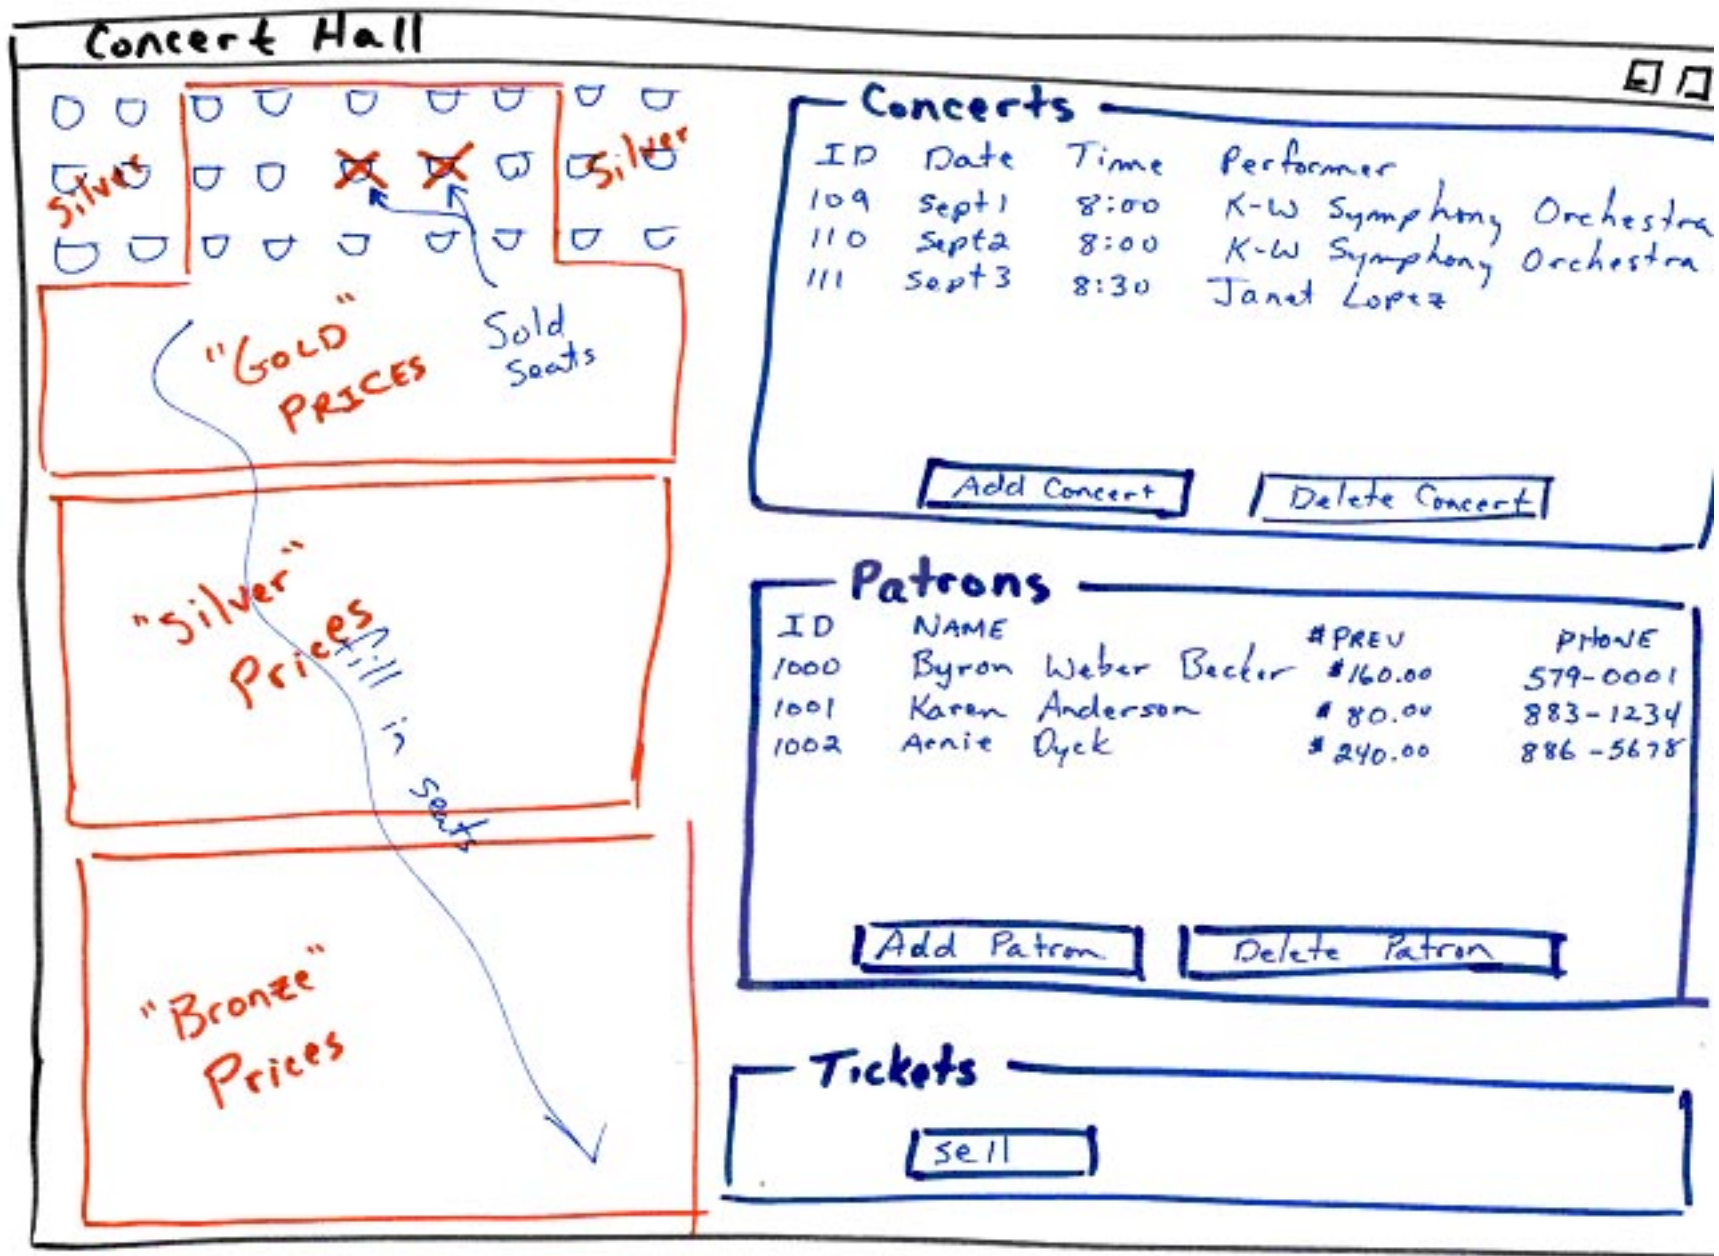 Concert Hall
Silver
Silver
Sold
Seats
"GOLD"
PRICES
"Silver"
Prices
fill in seats
"Bronze"
Prices
Concerts
ID Date Time Performer
109 Sept1 8:00 K-W Symphony Orchestra
110 Sept2 8:00 K-W Symphony Orchestra
111 Sept3 8:30 Janet Lopez
Add Concert Delete Concert
Patrons
ID NAME #PREV PHONE
1000 Byron Weber Becker $160.00 579-0001
1001 Karen Anderson $80.00 883-1234
1002 Arnie Dyck $240.00 886-5678
Add Patron Delete Patron
Tickets
sell